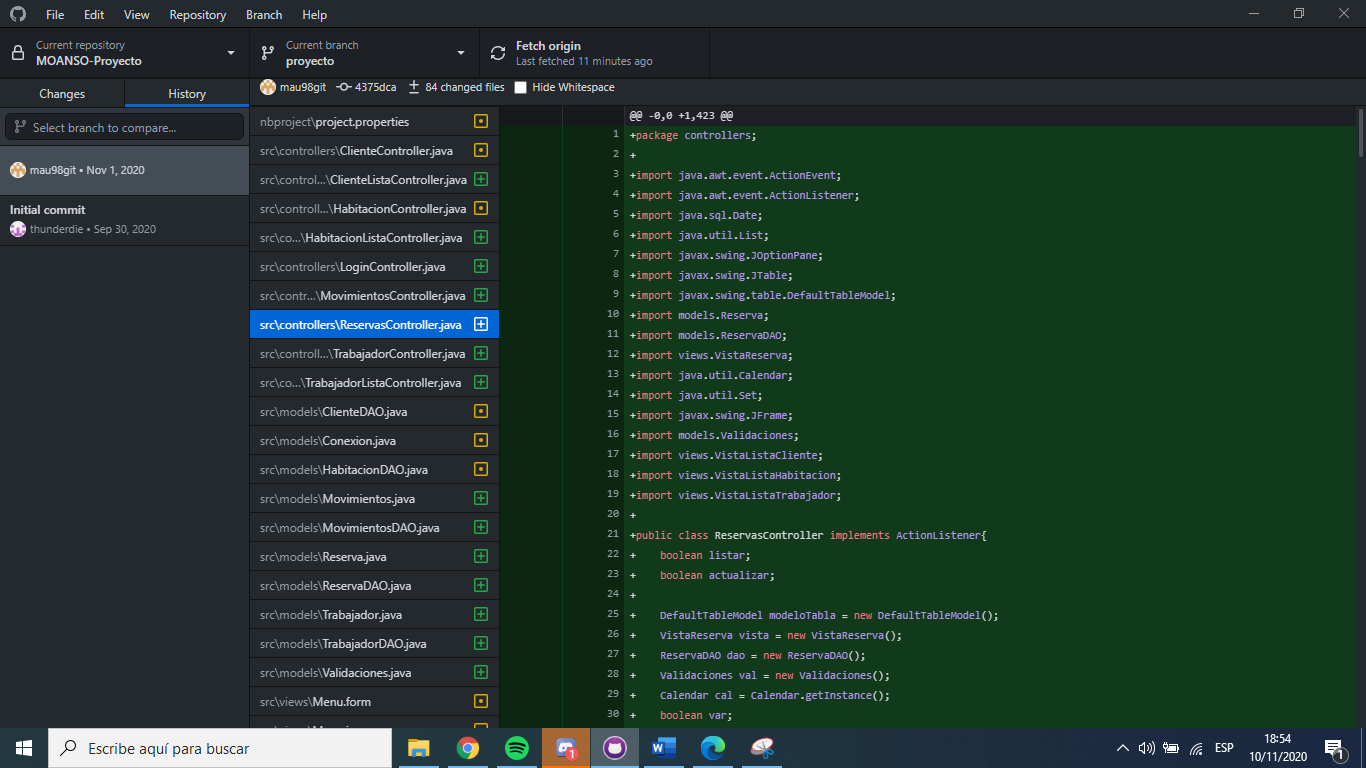 File Edit View Repository Branch Help
Current repository
MOANSO-Proyecto
Current branch
proyecto
Fetch origin
Last fetched 11 minutes ago
Changes
History
Select branch to compare...
mau98git • Nov 1, 2020
Initial commit
thunderdie • Sep 30, 2020
mau98git 4375dca 84 changed files Hide Whitespace
nbproject\project.properties
src\controllers\ClienteController.java
src\control...\ClienteListaController.java
src\controll...\HabitacionController.java
src\co...\HabitacionListaController.java
src\controllers\LoginController.java
src\contr...\MovimientosController.java
src\controllers\ReservasController.java
src\controll...\TrabajadorController.java
src\co...\TrabajadorListaController.java
src\models\ClienteDAO.java
src\models\Conexion.java
src\models\HabitacionDAO.java
src\models\Movimientos.java
src\models\MovimientosDAO.java
src\models\Reserva.java
src\models\ReservaDAO.java
src\models\Trabajador.java
src\models\TrabajadorDAO.java
src\models\Validaciones.java
src\views\Menu.form
@@ -0,0 +1,423 @@
1 +package controllers;
2 +
3 +import java.awt.event.ActionEvent;
4 +import java.awt.event.ActionListener;
5 +import java.sql.Date;
6 +import java.util.List;
7 +import javax.swing.JOptionPane;
8 +import javax.swing.JTable;
9 +import javax.swing.table.DefaultTableModel;
10 +import models.Reserva;
11 +import models.ReservaDAO;
12 +import views.VistaReserva;
13 +import java.util.Calendar;
14 +import java.util.Set;
15 +import javax.swing.JFrame;
16 +import models.Validaciones;
17 +import views.VistaListaCliente;
18 +import views.VistaListaHabitacion;
19 +import views.VistaListaTrabajador;
20 +
21 +public class ReservasController implements ActionListener{
22 +    boolean listar;
23 +    boolean actualizar;
24 +
25 +    DefaultTableModel modeloTabla = new DefaultTableModel();
26 +    VistaReserva vista = new VistaReserva();
27 +    ReservaDAO dao = new ReservaDAO();
28 +    Validaciones val = new Validaciones();
29 +    Calendar cal = Calendar.getInstance();
30 +    boolean var;
Escribe aquí para buscar
1
ESP
18:54
10/11/2020
1